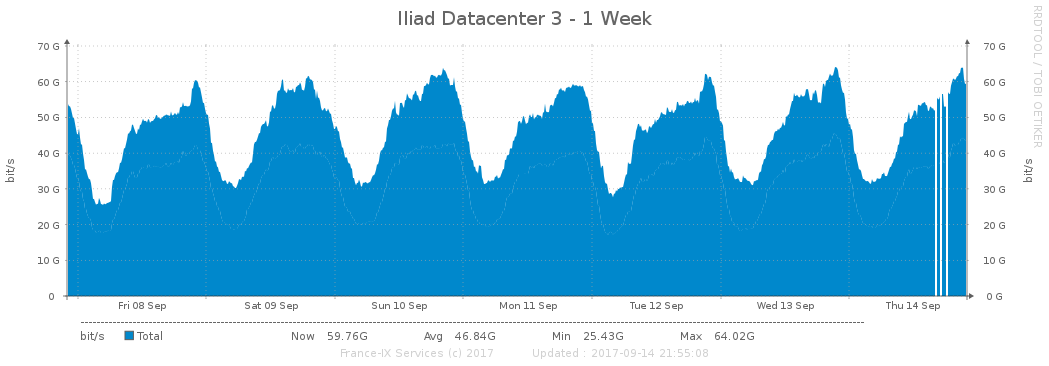 Iliad Datacenter 3 - 1 Week
RRDTOOL / TOBI OETIKER
70 G 70 G
60 G 60 G
50 G 50 G
40 G 40 G
30 G 30 G
20 G 20 G
10 G 10 G
0 0 G
bit/s bit/s
Fri 08 Sep Sat 09 Sep Sun 10 Sep Mon 11 Sep Tue 12 Sep Wed 13 Sep Thu 14 Sep
bit/s Total Now 59.76G Avg 46.84G Min 25.43G Max 64.02G
France-IX Services (c) 2017 Updated : 2017-09-14 21:55:08